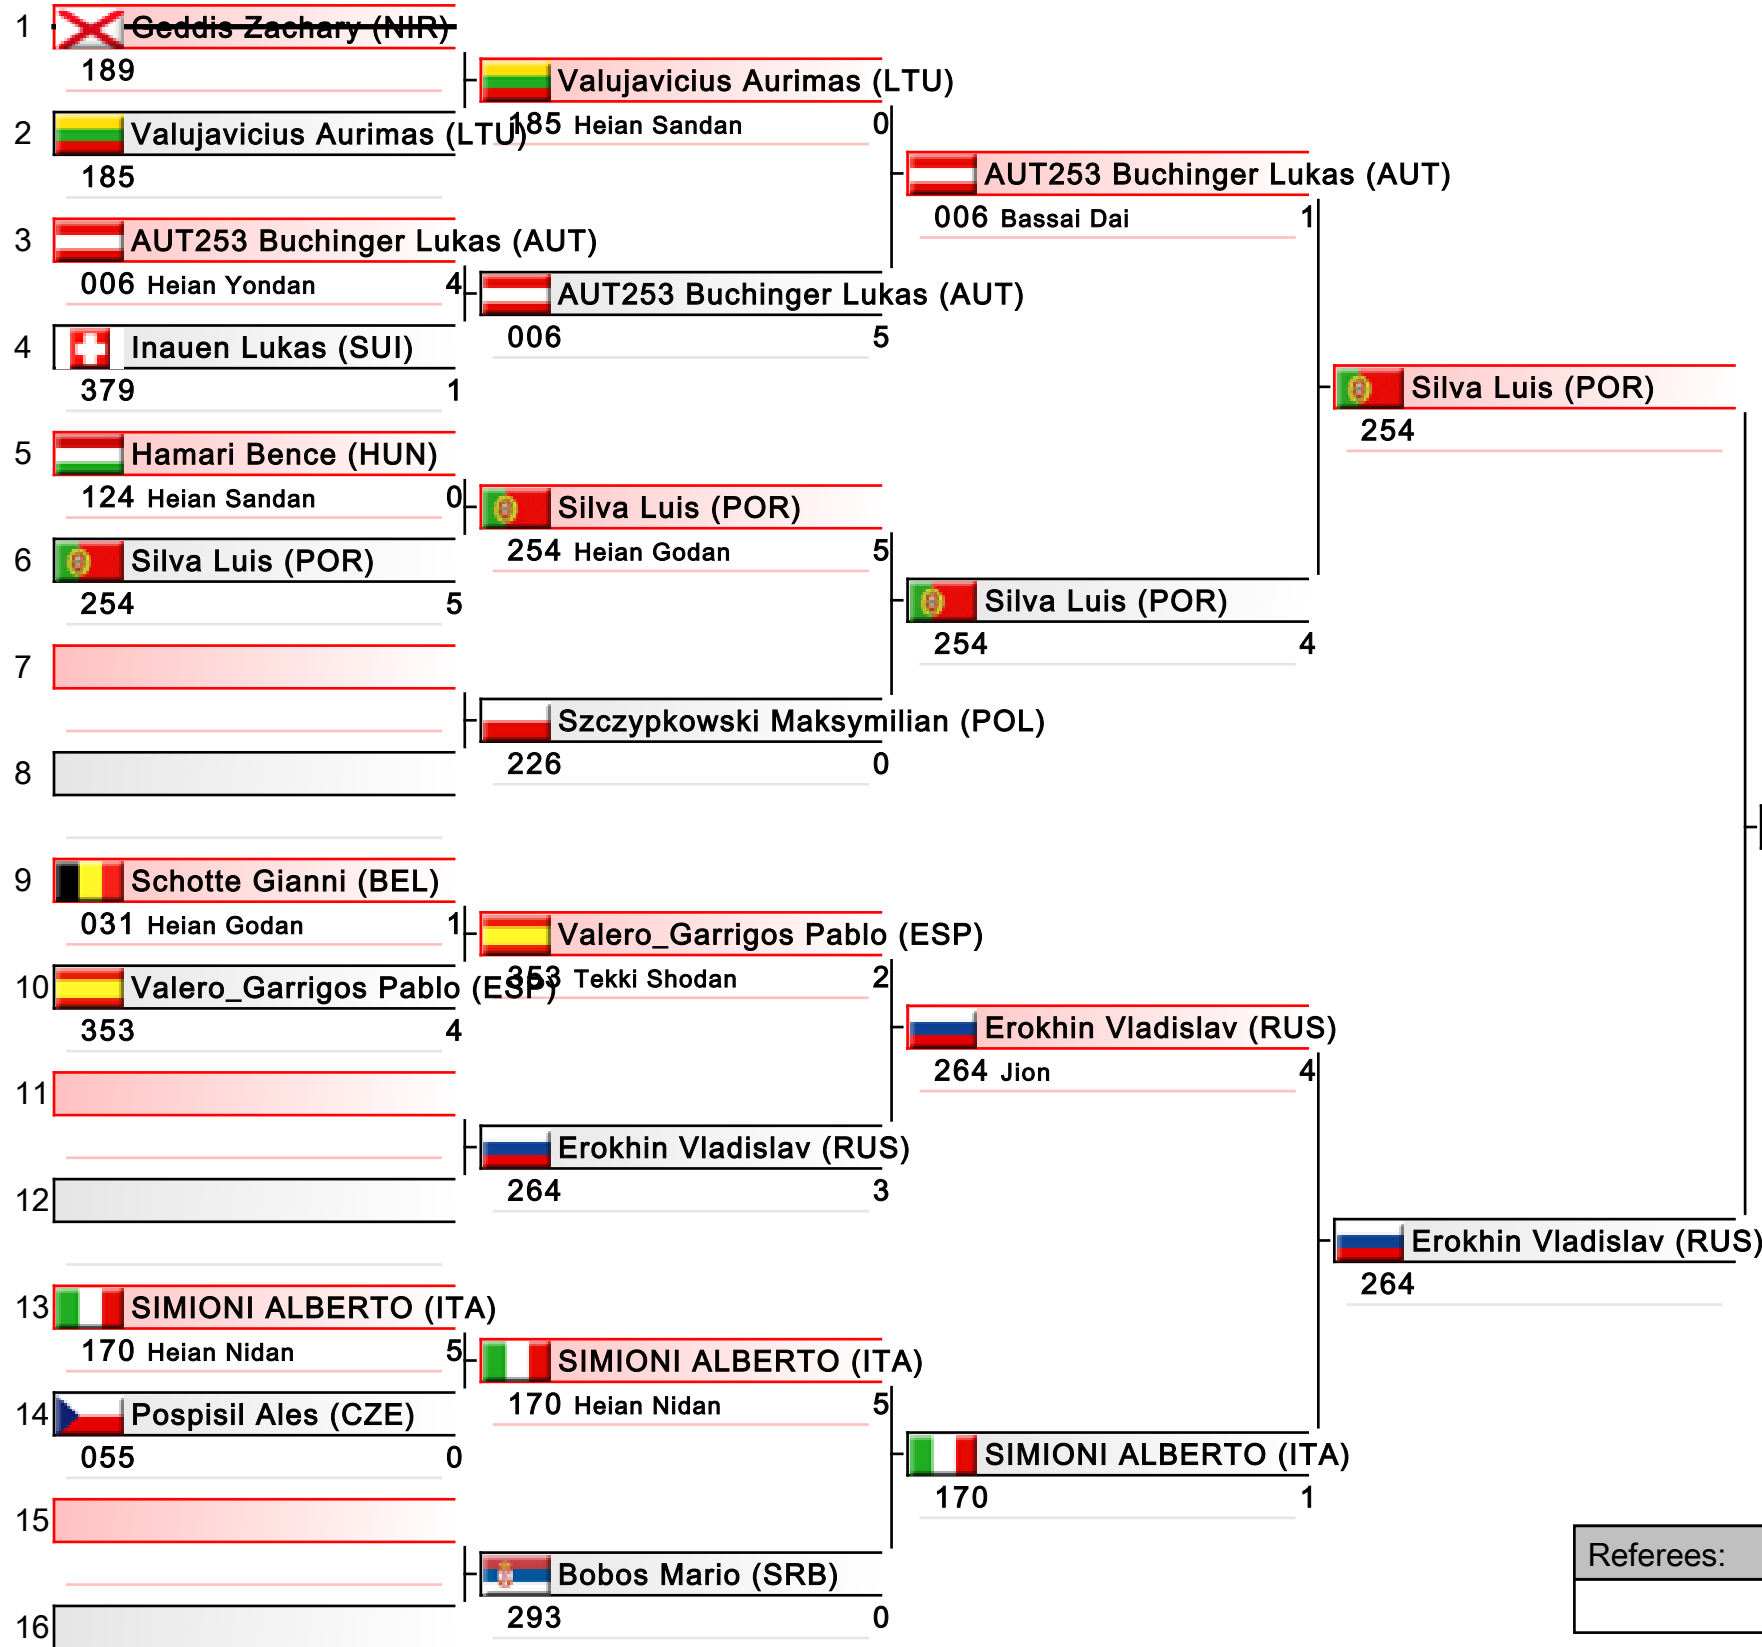 1 Geddis Zachary (NIR)
189
2 Valujavicius Aurimas (LTU)
185
3 AUT253 Buchinger Lukas (AUT)
006 Heian Yondan 4
4 Inauen Lukas (SUI)
379 1
5 Hamari Bence (HUN)
124 Heian Sandan 0
6 Silva Luis (POR)
254 5
7
8
9 Schotte Gianni (BEL)
031 Heian Godan 1
10 Valero_Garrigos Pablo (ESP)
353 4
11
12
13 SIMIONI ALBERTO (ITA)
170 Heian Nidan 5
14 Pospisil Ales (CZE)
055 0
15
16
Valujavicius Aurimas (LTU)
185 Heian Sandan 0
AUT253 Buchinger Lukas (AUT)
006 5
Silva Luis (POR)
254 Heian Godan 5
Szczypkowski Maksymilian (POL)
226 0
Valero_Garrigos Pablo (ESP)
353 Tekki Shodan 2
Erokhin Vladislav (RUS)
264 3
SIMIONI ALBERTO (ITA)
170 Heian Nidan 5
Bobos Mario (SRB)
293 0
AUT253 Buchinger Lukas (AUT)
006 Bassai Dai 1
Silva Luis (POR)
254 4
Erokhin Vladislav (RUS)
264 Jion 4
SIMIONI ALBERTO (ITA)
170 1
Silva Luis (POR)
254
Erokhin Vladislav (RUS)
264
Referees: